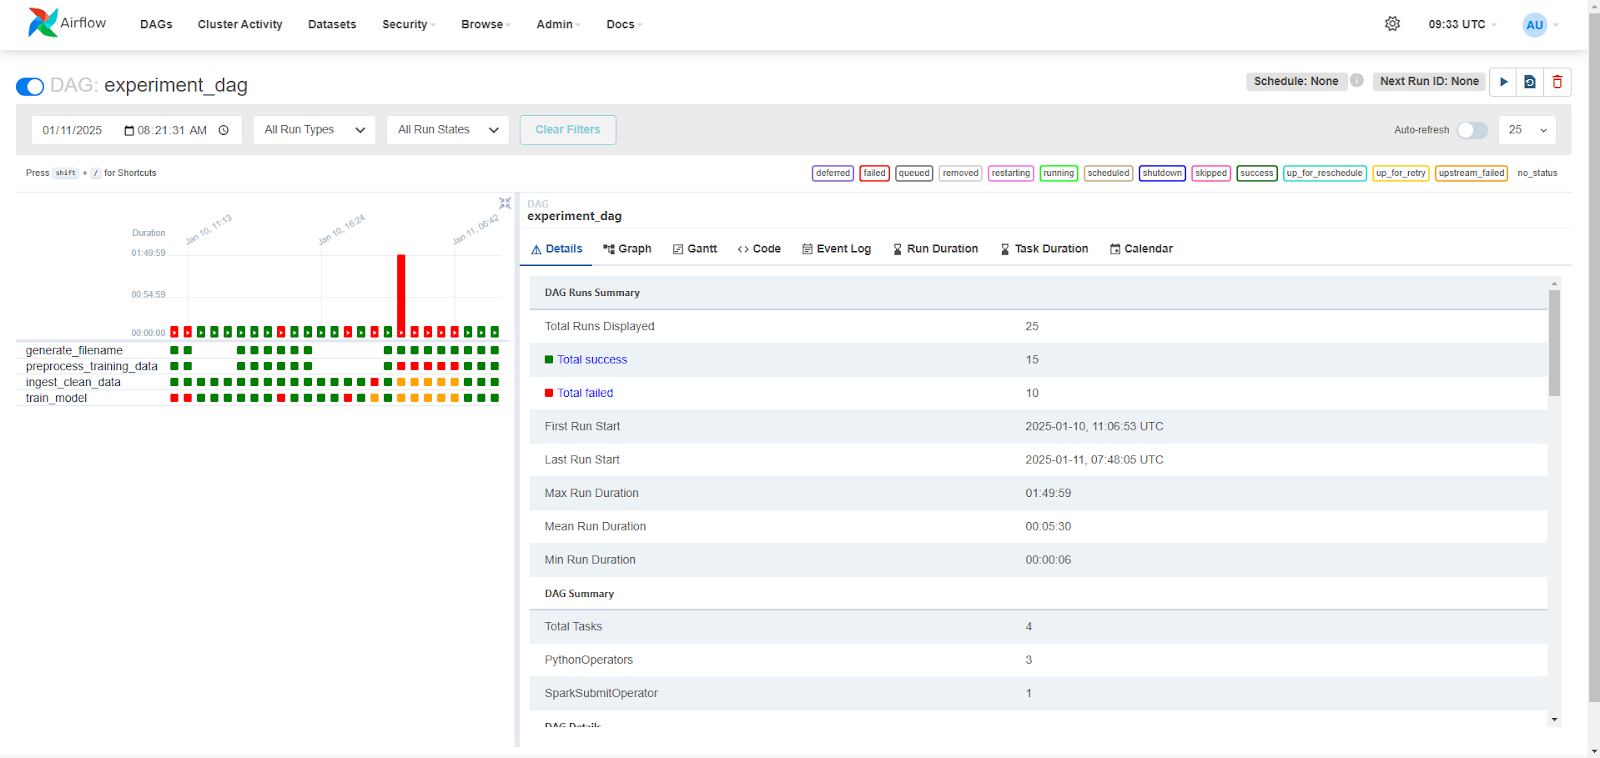 Airflow DAGs Cluster Activity Datasets Security Browse Admin Docs 09:33 UTC AU
DAG: experiment_dag Schedule: None i Next Run ID: None
01/11/2025 08:21:31 AM All Run Types All Run States Clear Filters Auto-refresh 25
Press shift + / for Shortcuts deferred failed queued removed restarting running scheduled shutdown skipped success up_for_reschedule up_for_retry upstream_failed no_status
DAG
experiment_dag
Details Graph Gantt Code Event Log Run Duration Task Duration Calendar
Jan 10, 11:13 Jan 10, 16:24 Jan 11, 06:42
Duration
01:49:59
00:54:59
00:00:00
generate_filename
preprocess_training_data
ingest_clean_data
train_model
DAG Runs Summary
Total Runs Displayed 25
Total success 15
Total failed 10
First Run Start 2025-01-10, 11:06:53 UTC
Last Run Start 2025-01-11, 07:48:05 UTC
Max Run Duration 01:49:59
Mean Run Duration 00:05:30
Min Run Duration 00:00:06
DAG Summary
Total Tasks 4
PythonOperators 3
SparkSubmitOperator 1
DAG Details